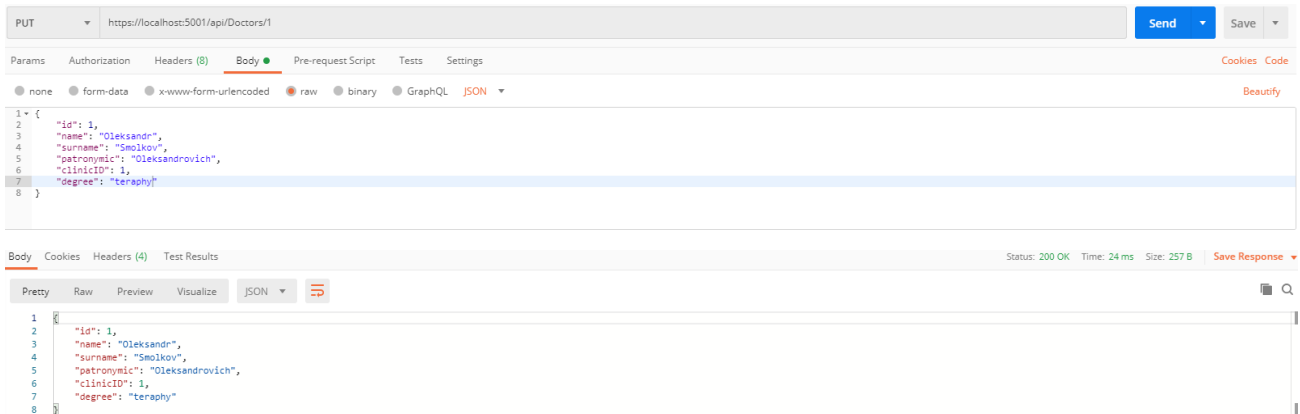 PUT https://localhost:5001/api/Doctors/1 Send Save
Params Authorization Headers (8) Body Pre-request Script Tests Settings Cookies Code
none form-data x-www-form-urlencoded raw binary GraphQL JSON Beautify
1 {
2 "id": 1,
3 "name": "Oleksandr",
4 "surname": "Smolkov",
5 "patronymic": "Oleksandrovich",
6 "clinicID": 1,
7 "degree": "teraphy"
8 }
Body Cookies Headers (4) Test Results Status: 200 OK Time: 24 ms Size: 257 B Save Response
Pretty Raw Preview Visualize JSON
1 {
2 "id": 1,
3 "name": "Oleksandr",
4 "surname": "Smolkov",
5 "patronymic": "Oleksandrovich",
6 "clinicID": 1,
7 "degree": "teraphy"
8 }